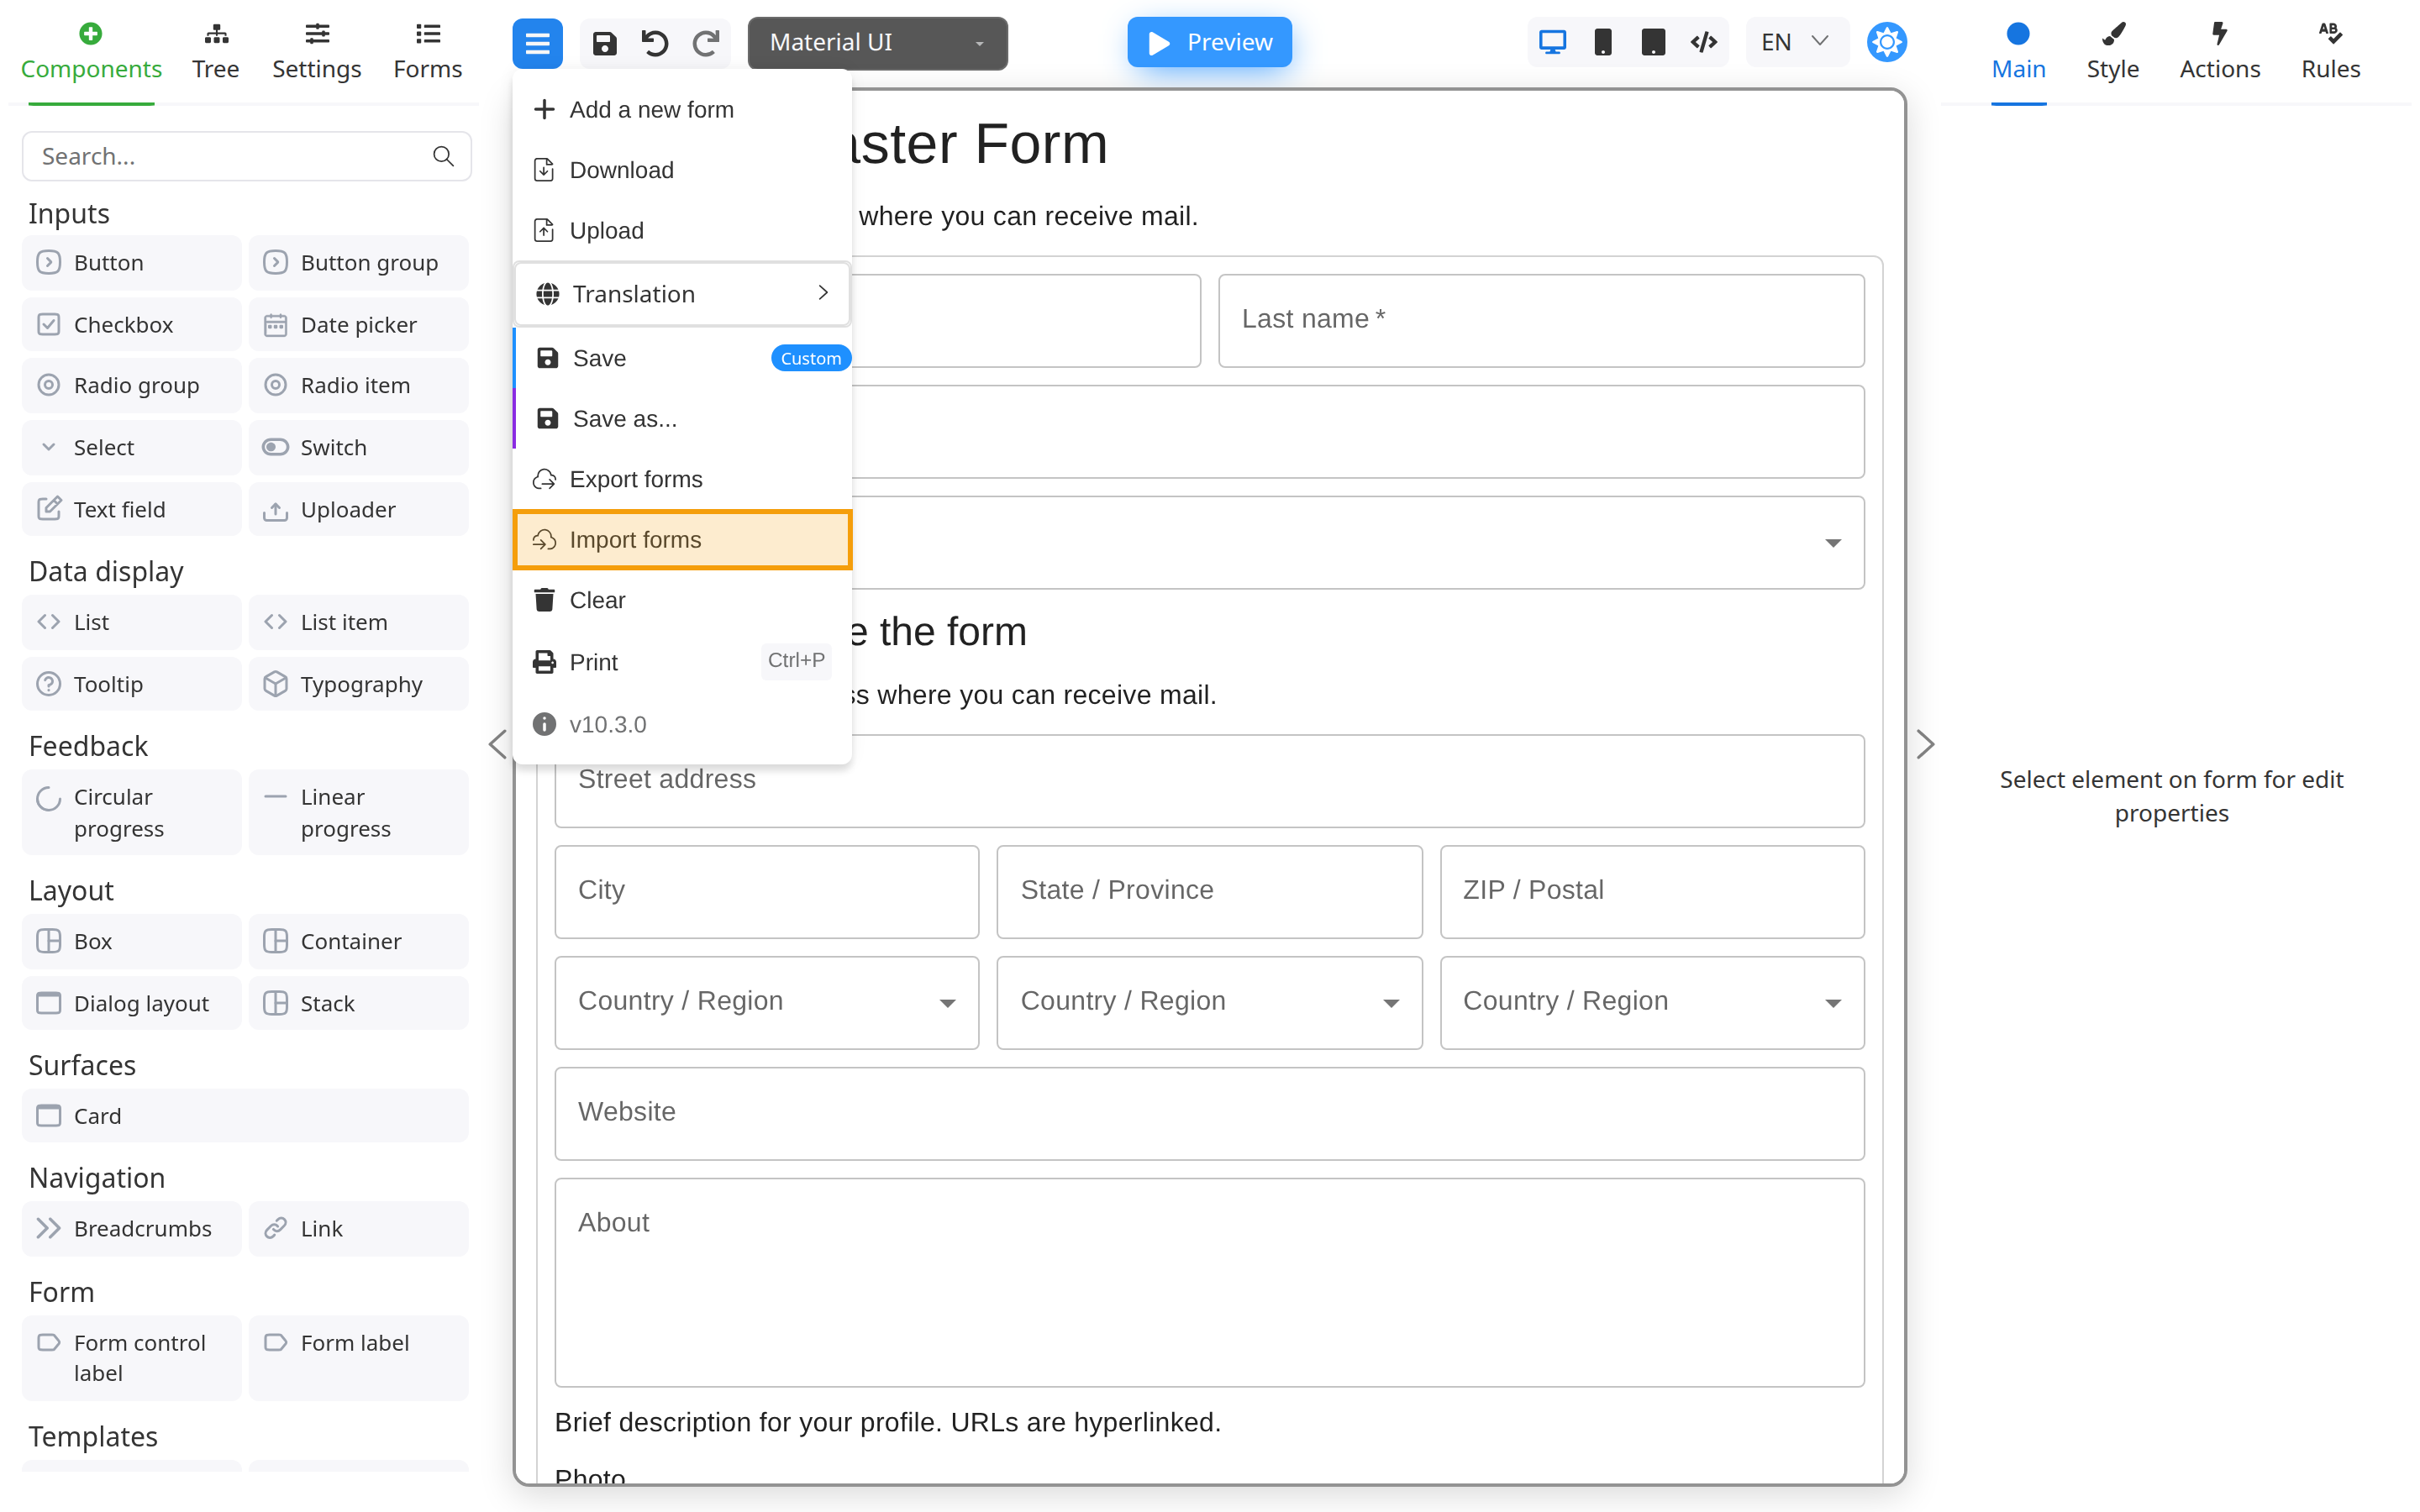 Components
Tree
Settings
Forms
Material UI
Preview
EN
Main
Style
Actions
Rules
Search...
Inputs
Button
Button group
Checkbox
Date picker
Radio group
Radio item
Select
Switch
Text field
Uploader
Data display
List
List item
Tooltip
Typography
Feedback
Circular
progress
Linear
progress
Layout
Box
Container
Dialog layout
Stack
Surfaces
Card
Navigation
Breadcrumbs
Link
Form
Form control
label
Form label
Templates
Add a new form
Download
Upload
Translation
Save
Custom
Save as...
Export forms
Import forms
Clear
Print
Ctrl+P
v10.3.0
aster Form
where you can receive mail.
Last name *
e the form
s where you can receive mail.
Street address
City
State / Province
ZIP / Postal
Country / Region
Country / Region
Country / Region
Website
About
Brief description for your profile. URLs are hyperlinked.
Photo
Select element on form for edit
properties